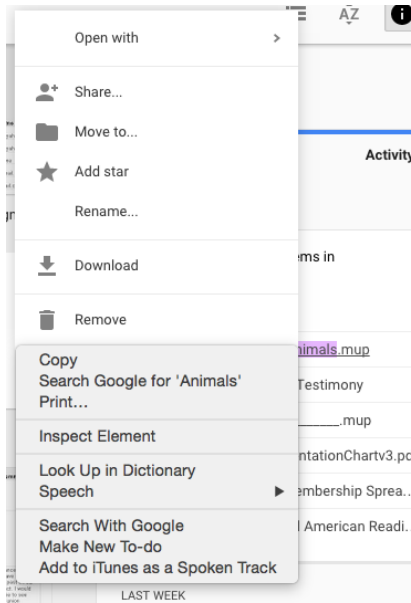 AZ
Open with
Share...
Move to...
Add star
Activity
Rename...
Download
ems in
Remove
nimals.mup
Copy
Search Google for 'Animals'
Testimony
Print...
_______.mup
Inspect Element
ntationChartv3.pd
Look Up in Dictionary
Speech
embership Sprea..
Search With Google
American Readi..
Make New To-do
Add to iTunes as a Spoken Track
LAST WEEK